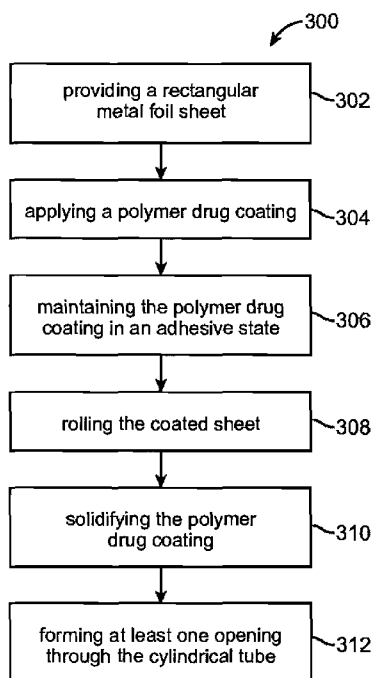 300
providing a rectangular
metal foil sheet
302
applying a polymer drug coating
304
maintaining the polymer drug
coating in an adhesive state
306
rolling the coated sheet
308
solidifying the polymer
drug coating
310
forming at least one opening
through the cylindrical tube
312